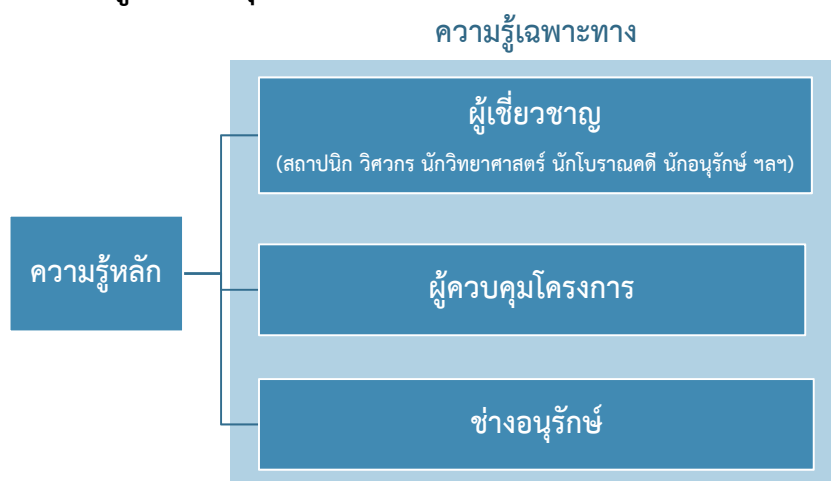 ความรู้เฉพาะทาง
ผู้เชี่ยวชาญ
(สถาปนิก วิศวกร นักวิทยาศาสตร์ นักโบราณคดี นักอนุรักษ์ ฯลฯ)
ความรู้หลัก
ผู้ควบคุมโครงการ
ช่างอนุรักษ์